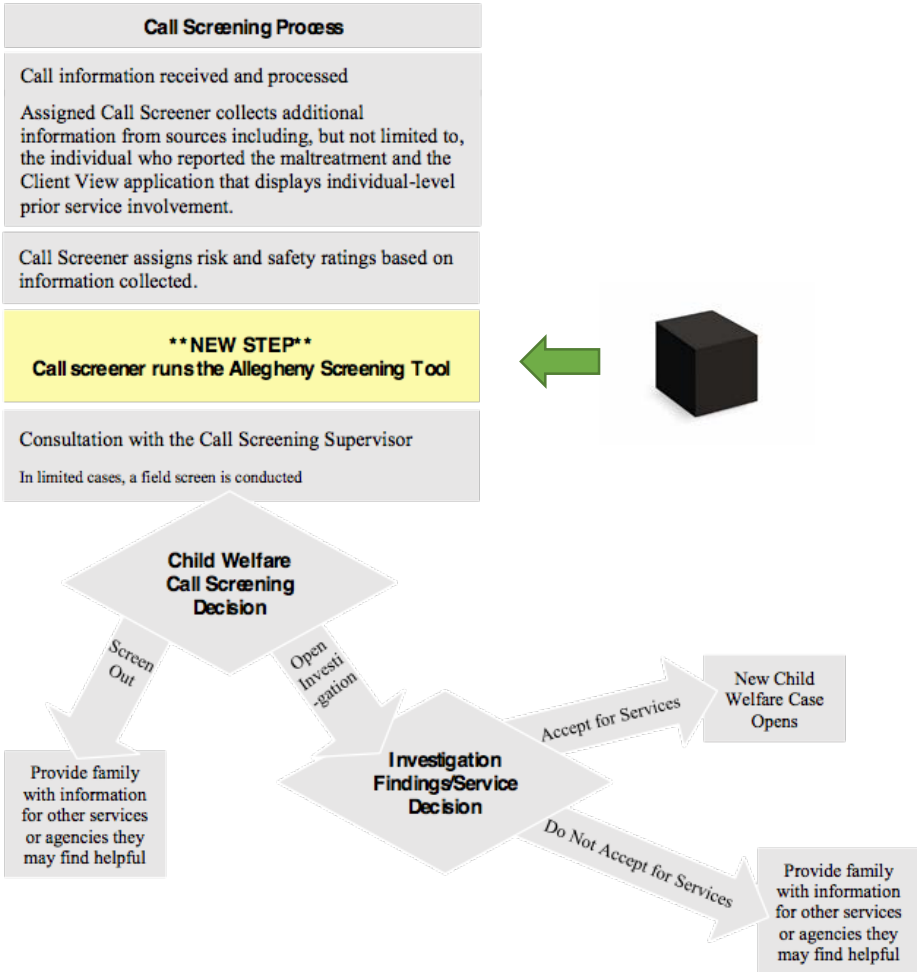 Call Screening Process
Call information received and processed
Assigned Call Screener collects additional
information from sources including, but not limited to,
the individual who reported the maltreatment and the
Client View application that displays individual-level
prior service involvement.
Call Screener assigns risk and safety ratings based on
information collected.
**NEW STEP**
Call screener runs the Allegheny Screening Tool
Consultation with the Call Screening Supervisor
In limited cases, a field screen is conducted
Child Welfare
Call Screening
Decision
Screen
Out
Open
Investi
-gation
Provide family
with information
for other services
or agencies they
may find helpful
Investigation
Findings/Service
Decision
Accept for Services
New Child
Welfare Case
Opens
Do Not Accept for Services
Provide family
with information
for other services
or agencies they
may find helpful